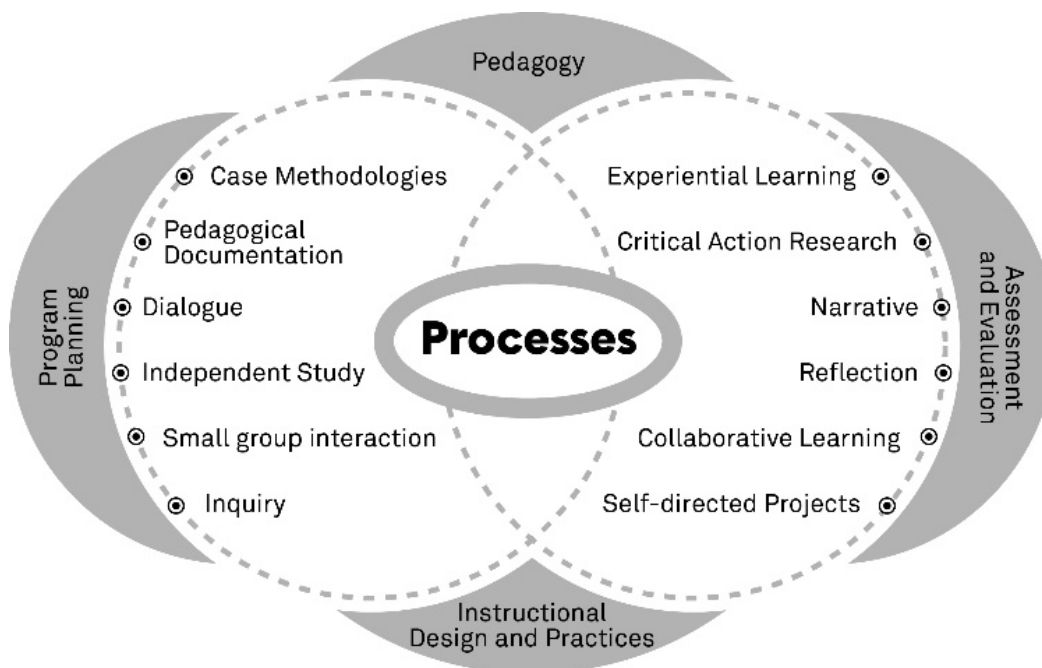 Pedagogy
Program
Planning
Case Methodologies
Pedagogical
Documentation
Dialogue
Independent Study
Small group interaction
Inquiry
Processes
Experiential Learning
Critical Action Research
Narrative
Reflection
Collaborative Learning
Self-directed Projects
Assessment
and Evaluation
Instructional
Design and Practices